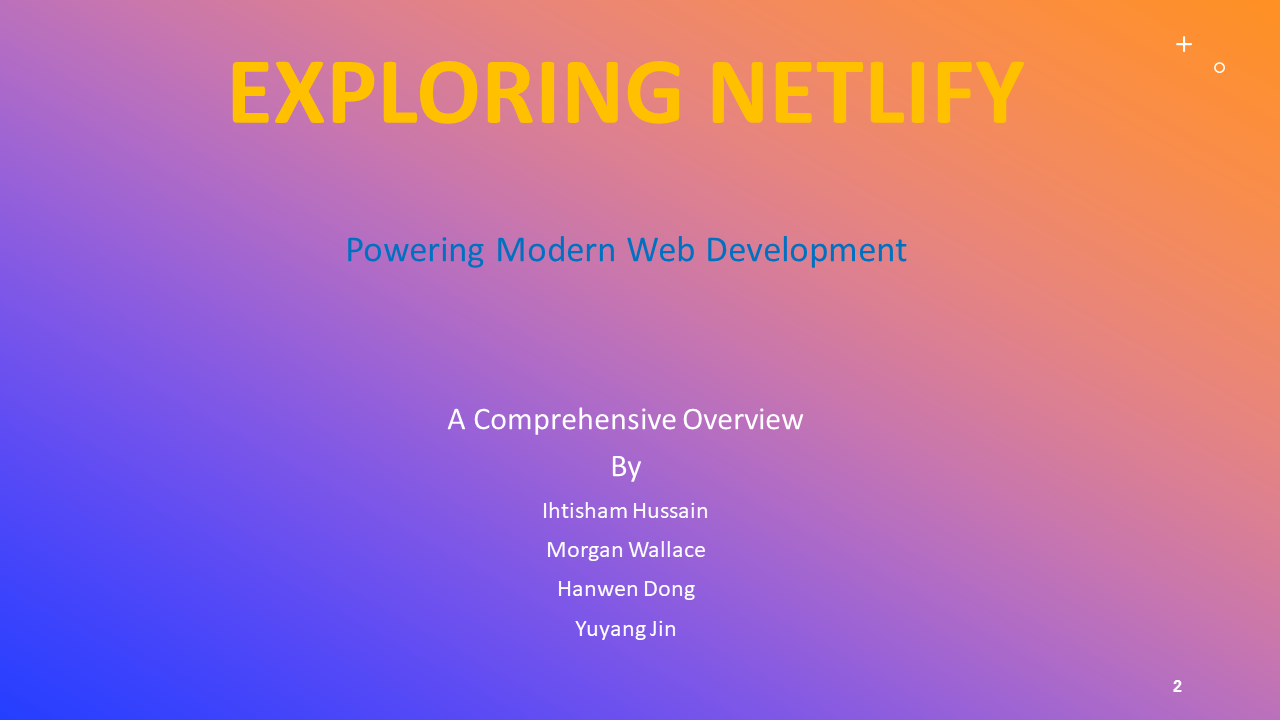 EXPLORING NETLIFY
Powering Modern Web Development
A Comprehensive Overview
By
Ihtisham Hussain
Morgan Wallace
Hanwen Dong
Yuyang Jin
2